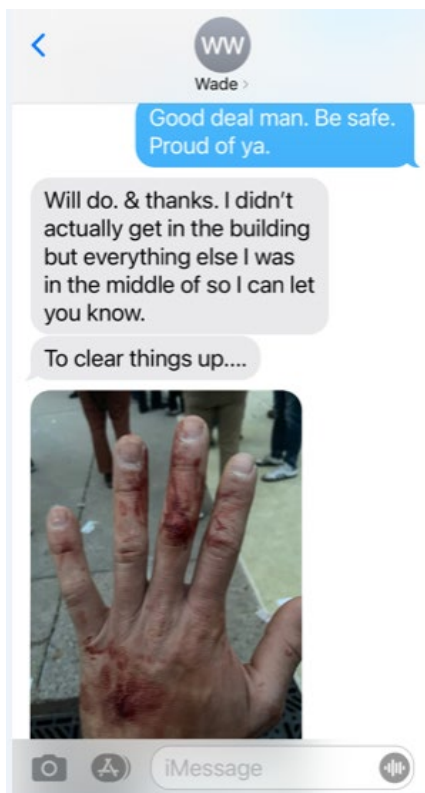 WW
Wade >
Good deal man. Be safe.
Proud of ya.
Will do. & thanks. I didn't
actually get in the building
but everything else I was
in the middle of so I can let
you know.
To clear things up....
iMessage